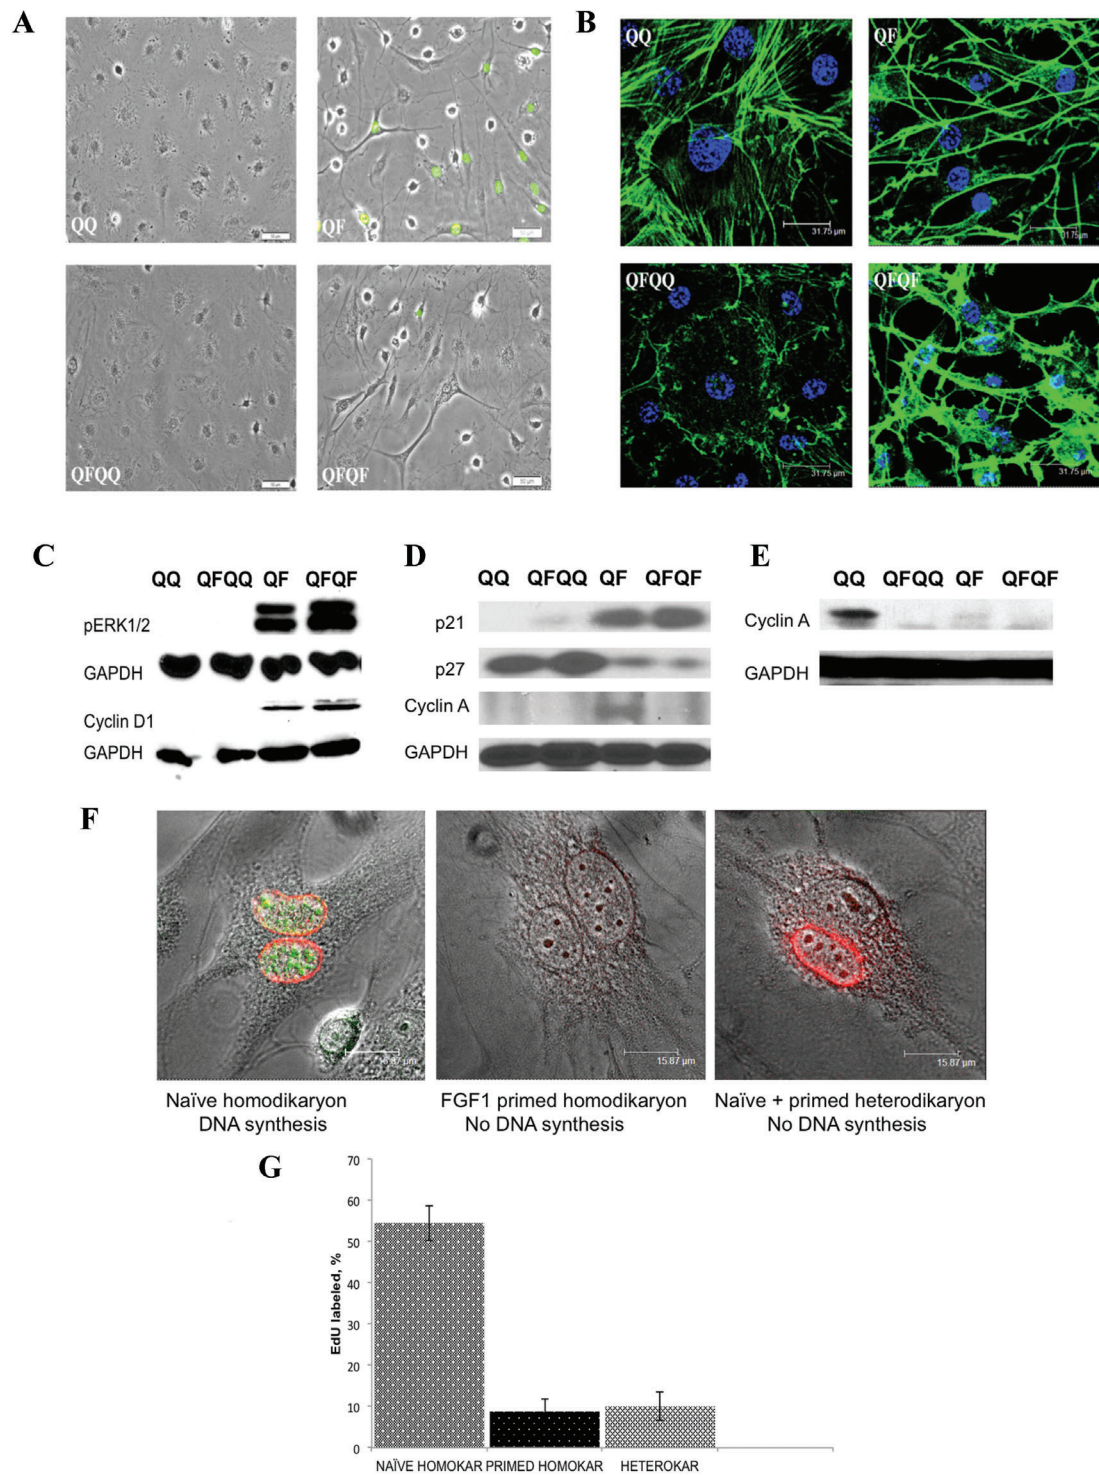 A
QQ
QF
QFQQ
QFQF
50 µm
B
QQ
31.75 µm
QF
31.75 µm
QFQQ
31.75 µm
QFQF
31.75 µm
C
QQ QFQQ QF QFQF
pERK1/2
GAPDH
Cyclin D1
GAPDH
D
QQ QFQQ QF QFQF
p21
p27
Cyclin A
GAPDH
E
QQ QFQQ QF QFQF
Cyclin A
GAPDH
F
15.87 µm
15.87 µm
15.87 µm
Naïve homodikaryon
DNA synthesis
FGF1 primed homodikaryon
No DNA synthesis
Naïve + primed heterodikaryon
No DNA synthesis
G
EdU labeled, %
70
60
50
40
30
20
10
0
NAÏVE HOMOKAR PRIMED HOMOKAR HETEROKAR